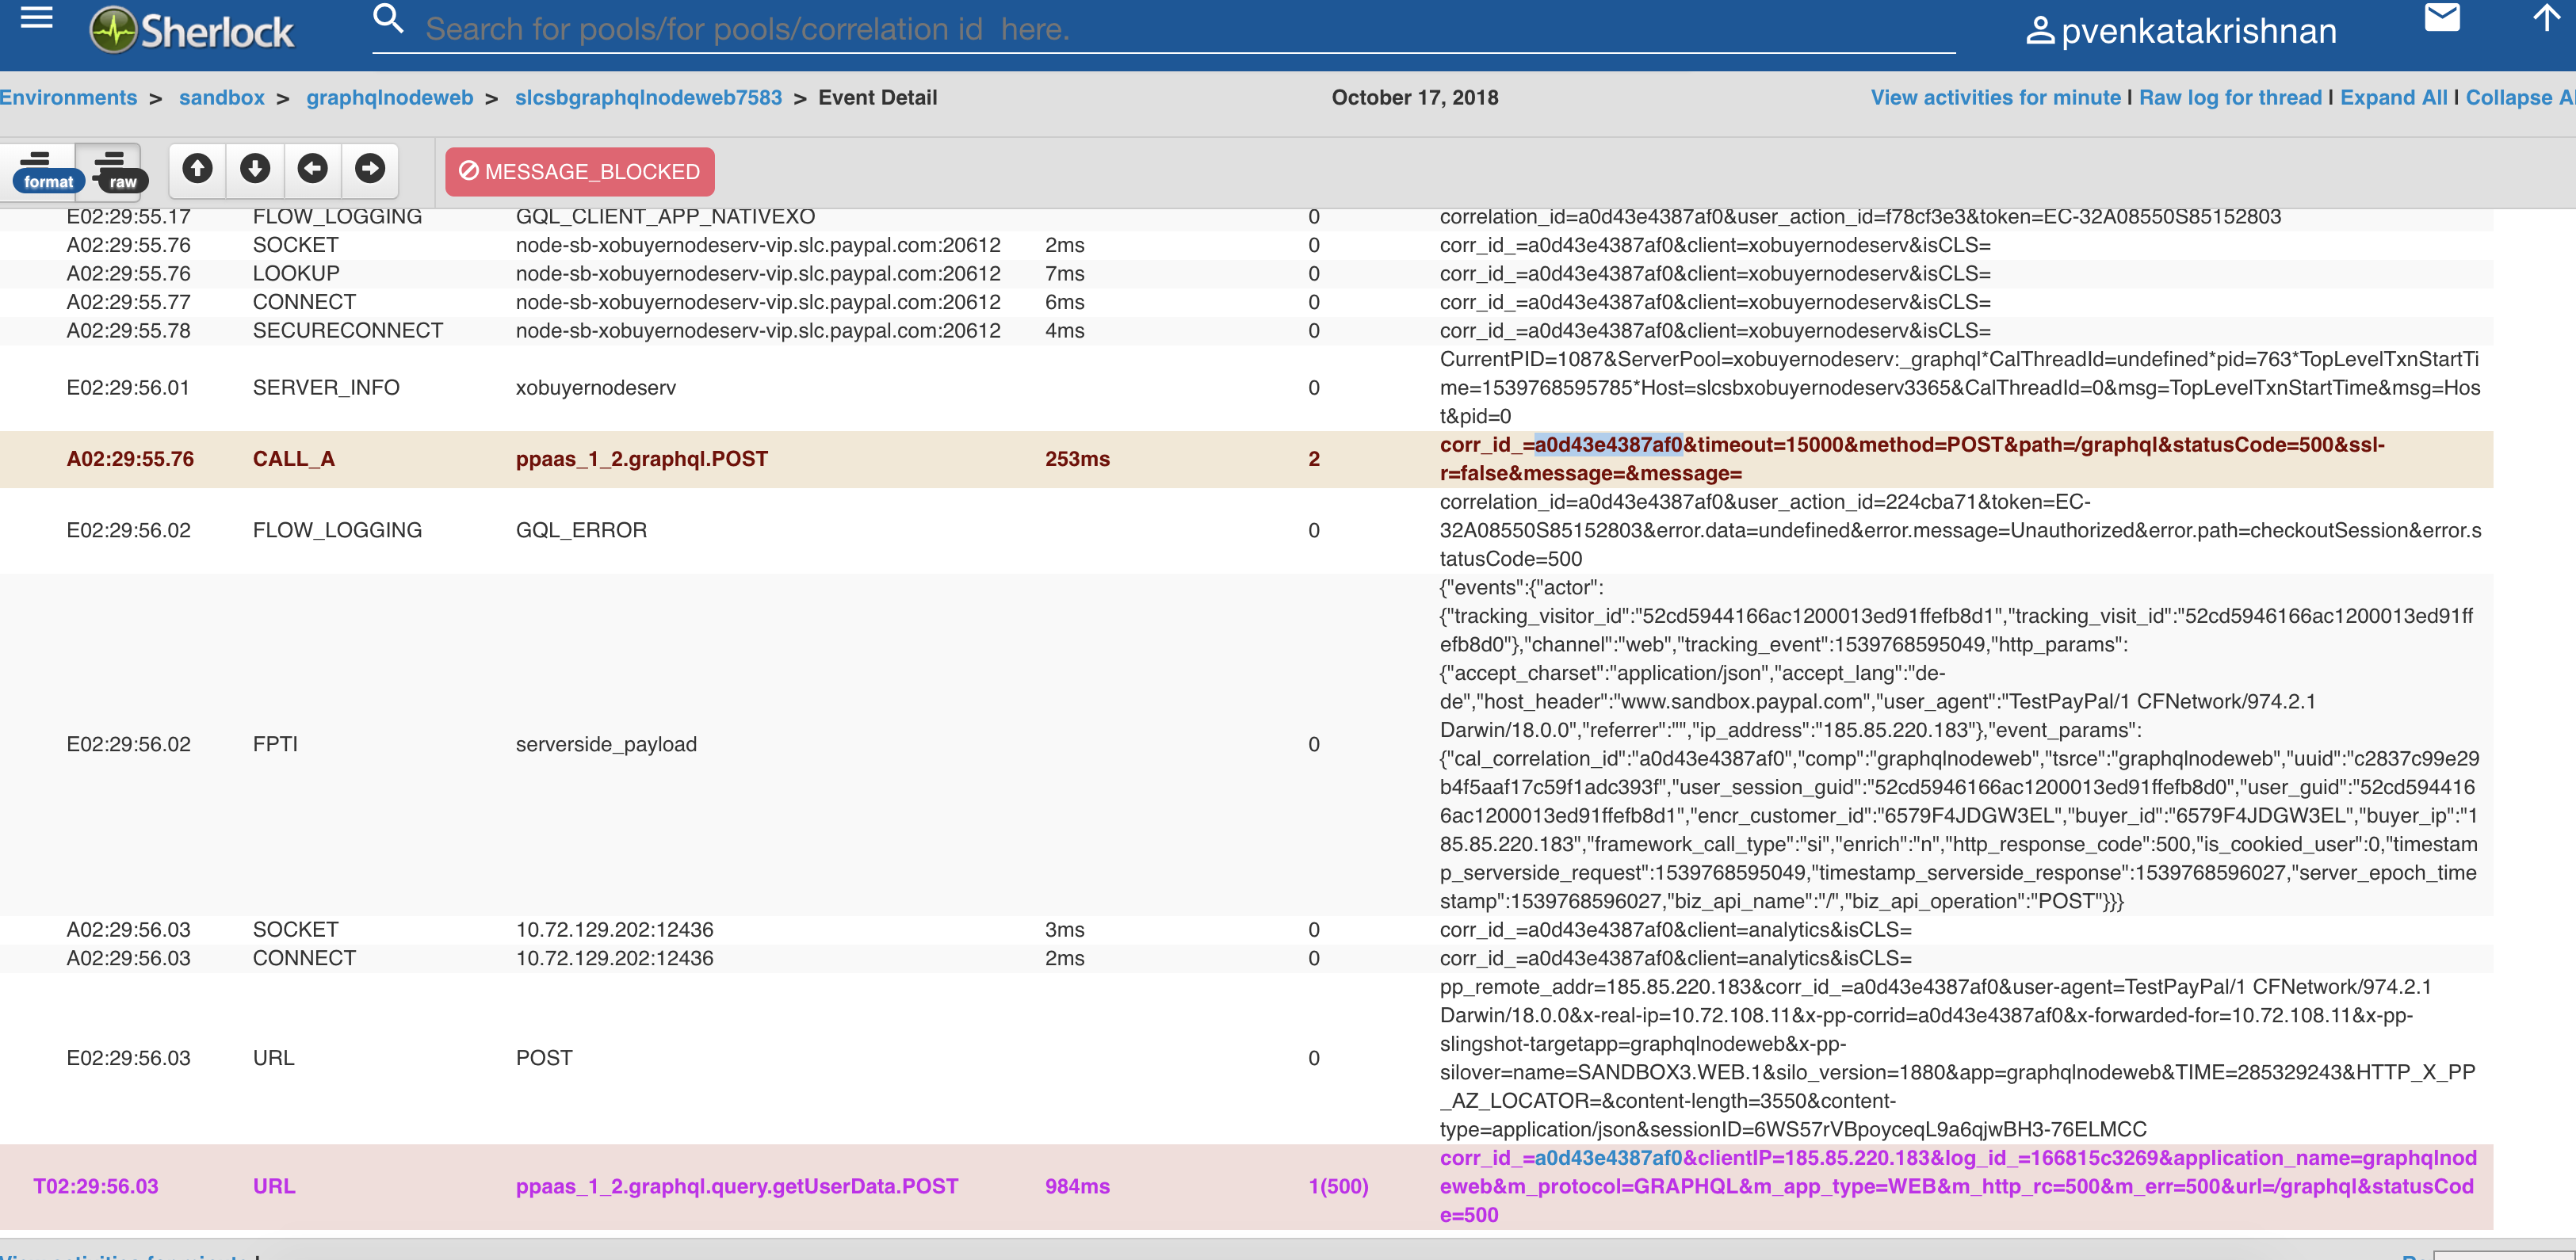 Sherlock
Search for pools/for pools/correlation id here.
pvenkatakrishnan
Environments > sandbox > graphqlnodeweb > slcsbgraphqlnodeweb7583 > Event Detail
October 17, 2018
View activities for minute | Raw log for thread | Expand All | Collapse
format
raw
MESSAGE_BLOCKED
E02:29:55.17 FLOW_LOGGING GQL_CLIENT_APP_NATIVEXO 0 correlation_id=a0d43e4387af0&user_action_id=f78cf3e3&token=EC-32A08550S85152803
A02:29:55.76 SOCKET node-sb-xobuyernodeserv-vip.slc.paypal.com:20612 2ms 0 corr_id_=a0d43e4387af0&client=xobuyernodeserv&isCLS=
A02:29:55.76 LOOKUP node-sb-xobuyernodeserv-vip.slc.paypal.com:20612 7ms 0 corr_id_=a0d43e4387af0&client=xobuyernodeserv&isCLS=
A02:29:55.77 CONNECT node-sb-xobuyernodeserv-vip.slc.paypal.com:20612 6ms 0 corr_id_=a0d43e4387af0&client=xobuyernodeserv&isCLS=
A02:29:55.78 SECURECONNECT node-sb-xobuyernodeserv-vip.slc.paypal.com:20612 4ms 0 corr_id_=a0d43e4387af0&client=xobuyernodeserv&isCLS=
E02:29:56.01 SERVER_INFO xobuyernodeserv 0
CurrentPID=1087&ServerPool=xobuyernodeserv:_graphql*CalThreadId=undefined*pid=763*TopLevelTxnStartTi
me=1539768595785*Host=slcsbxobuyernodeserv3365&CalThreadId=0&msg=TopLevelTxnStartTime&msg=Hos
t&pid=0
A02:29:55.76 CALL_A ppaas_1_2.graphql.POST 253ms 2
corr_id_=a0d43e4387af0&timeout=15000&method=POST&path=/graphql&statusCode=500&ssl-
r=false&message=&message=
E02:29:56.02 FLOW_LOGGING GQL_ERROR 0
correlation_id=a0d43e4387af0&user_action_id=224cba71&token=EC-
32A08550S85152803&error.data=undefined&error.message=Unauthorized&error.path=checkoutSession&error.s
tatusCode=500
E02:29:56.02 FPTI serverside_payload 0
{"events":{"actor":
{"tracking_visitor_id":"52cd5944166ac1200013ed91ffefb8d1","tracking_visit_id":"52cd5946166ac1200013ed91ff
efb8d0"},"channel":"web","tracking_event":1539768595049,"http_params":
{"accept_charset":"application/json","accept_lang":"de-
de","host_header":"www.sandbox.paypal.com","user_agent":"TestPayPal/1 CFNetwork/974.2.1
Darwin/18.0.0","referrer":"","ip_address":"185.85.220.183"},"event_params":
{"cal_correlation_id":"a0d43e4387af0","comp":"graphqlnodeweb","tsrce":"graphqlnodeweb","uuid":"c2837c99e29
b4f5aaf17c59f1adc393f","user_session_guid":"52cd5946166ac1200013ed91ffefb8d0","user_guid":"52cd594416
6ac1200013ed91ffefb8d1","encr_customer_id":"6579F4JDGW3EL","buyer_id":"6579F4JDGW3EL","buyer_ip":"1
85.85.220.183","framework_call_type":"si","enrich":"n","http_response_code":500,"is_cookied_user":0,"timestam
p_serverside_request":1539768595049,"timestamp_serverside_response":1539768596027,"server_epoch_time
stamp":1539768596027,"biz_api_name":"/","biz_api_operation":"POST"}}}
A02:29:56.03 SOCKET 10.72.129.202:12436 3ms 0 corr_id_=a0d43e4387af0&client=analytics&isCLS=
A02:29:56.03 CONNECT 10.72.129.202:12436 2ms 0 corr_id_=a0d43e4387af0&client=analytics&isCLS=
E02:29:56.03 URL POST 0
pp_remote_addr=185.85.220.183&corr_id_=a0d43e4387af0&user-agent=TestPayPal/1 CFNetwork/974.2.1
Darwin/18.0.0&x-real-ip=10.72.108.11&x-pp-corrid=a0d43e4387af0&x-forwarded-for=10.72.108.11&x-pp-
slingshot-targetapp=graphqlnodeweb&x-pp-
silover=name=SANDBOX3.WEB.1&silo_version=1880&app=graphqlnodeweb&TIME=285329243&HTTP_X_PP
_AZ_LOCATOR=&content-length=3550&content-
type=application/json&sessionID=6WS57rVBpoyceqL9a6qjwBH3-76ELMCC
T02:29:56.03 URL ppaas_1_2.graphql.query.getUserData.POST 984ms 1(500)
corr_id_=a0d43e4387af0&clientIP=185.85.220.183&log_id_=166815c3269&application_name=graphqlnod
eweb&m_protocol=GRAPHQL&m_app_type=WEB&m_http_rc=500&m_err=500&url=/graphql&statusCod
e=500